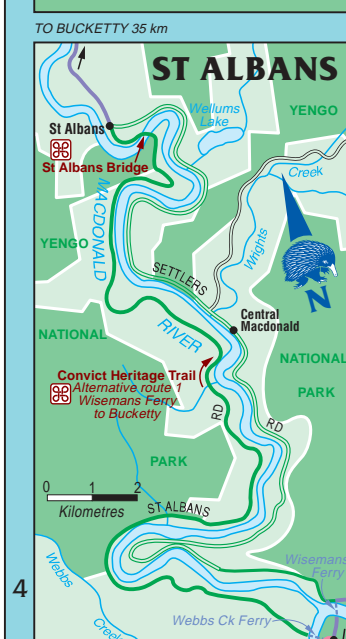 TO BUCKETTY 35 km
ST ALBANS
Wellums
Lake
YENGO
St Albans
St Albans Bridge
Creek
MACDONALD
Wrights
YENGO
SETTLERS
N
Central
Macdonald
RIVER
NATIONAL
NATIONAL
Convict Heritage Trail
Alternative route 1
Wisemans Ferry
to Bucketty
PARK
RD
RD
PARK
0 1 2
Kilometres
ST ALBANS
Wisemans
Ferry
4
Webbs
Creek
Webbs Ck Ferry